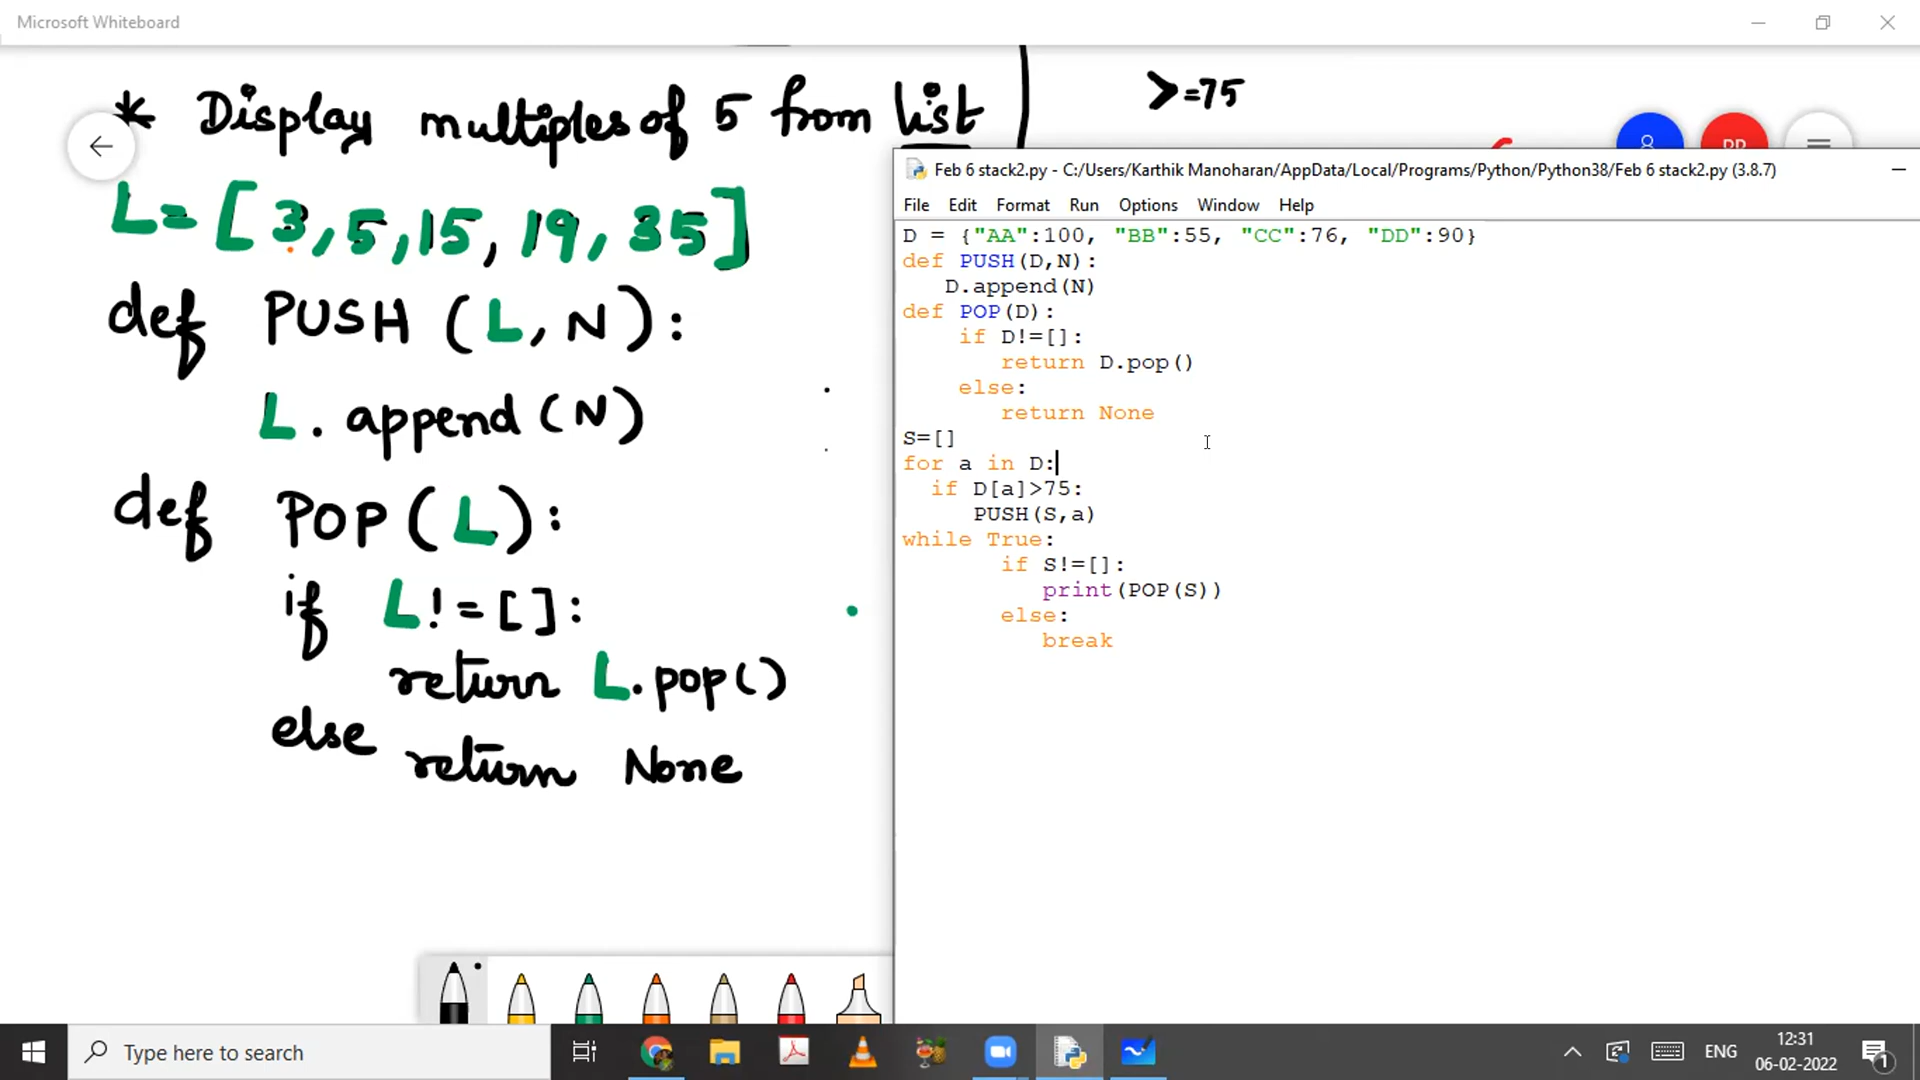 Microsoft Whiteboard
* Display multiples of 5 from list
>=75
L= [3,5,15, 19, 35]
def PUSH (L, N):
L. append (N)
def POP (L):
if L! = []:
return L.pop()
else
return None
Feb 6 stack2.py - C:/Users/Karthik Manoharan/AppData/Local/Programs/Python/Python38/Feb 6 stack2.py (3.8.7)
File Edit Format Run Options Window Help
D = {"AA":100, "BB":55, "CC":76, "DD":90}
def PUSH(D,N):
D.append(N)
def POP(D):
if D!=[]:
return D.pop()
else:
return None
S=[]
for a in D:
if D[a]>75:
PUSH(S,a)
while True:
if S!=[]:
print(POP(S))
else:
break
Type here to search
ENG
12:31
06-02-2022
1